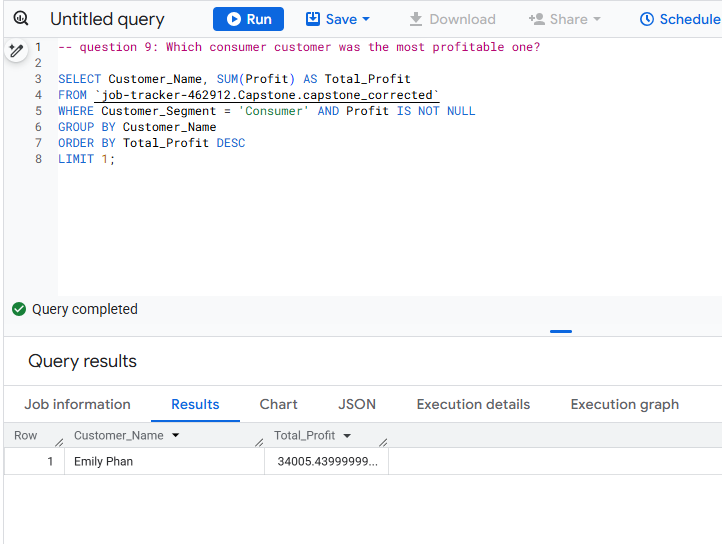 Untitled query
Run
Save
Download
Share
Schedule
1 -- question 9: Which consumer customer was the most profitable one?
2
3 SELECT Customer_Name, SUM(Profit) AS Total_Profit
4 FROM `job-tracker-462912.Capstone.capstone_corrected`
5 WHERE Customer_Segment = 'Consumer' AND Profit IS NOT NULL
6 GROUP BY Customer_Name
7 ORDER BY Total_Profit DESC
8 LIMIT 1;
Query completed
Query results
Job information
Results
Chart
JSON
Execution details
Execution graph
Row Customer_Name Total_Profit
1 Emily Phan 34005.43999999...